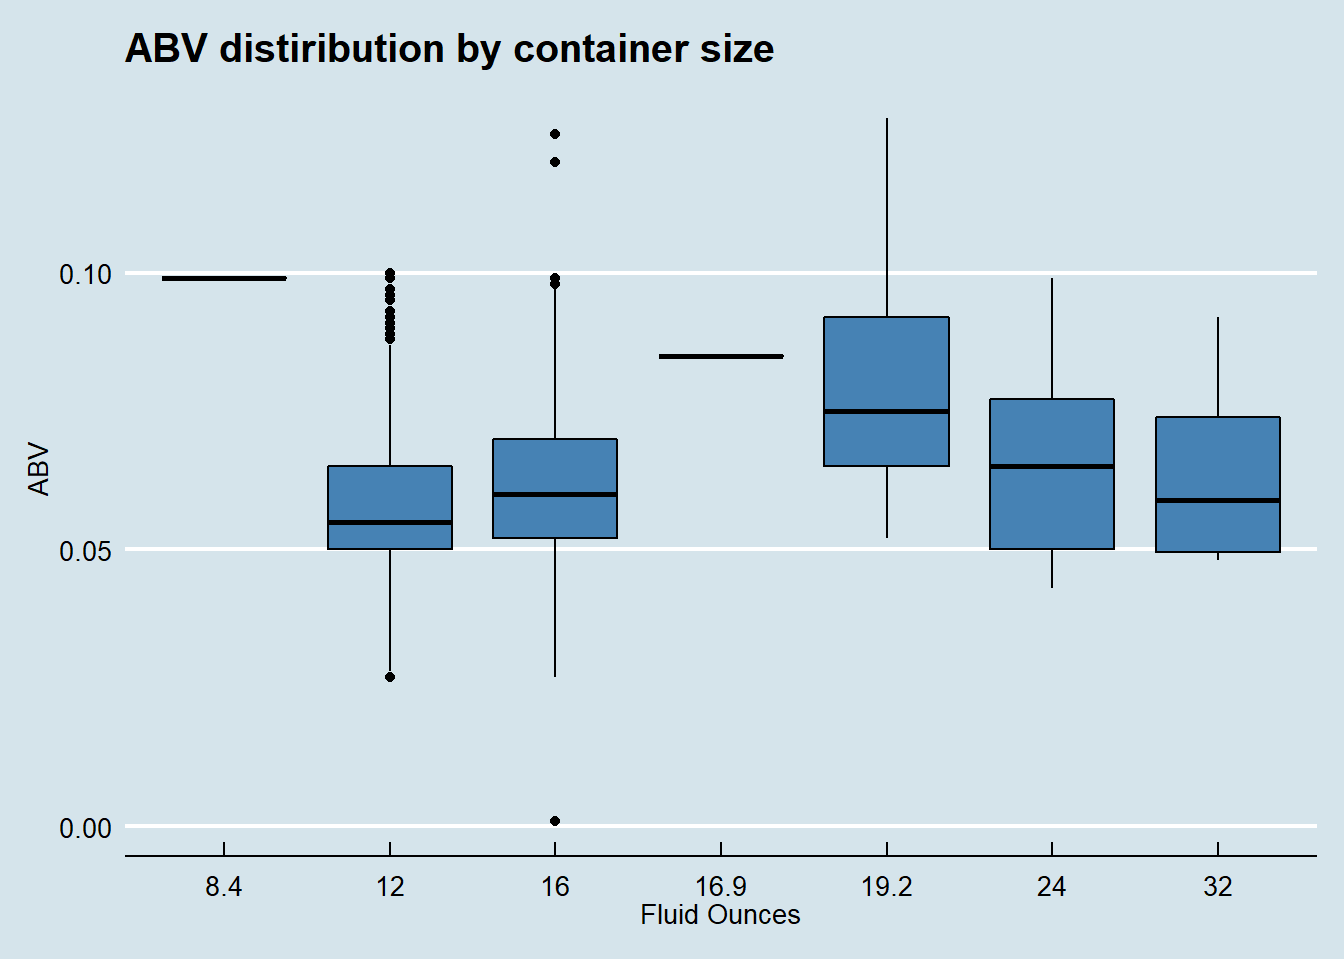 ABV distiribution by container size
ABV
0.10
0.05
0.00
8.4 12 16 16.9 19.2 24 32
Fluid Ounces